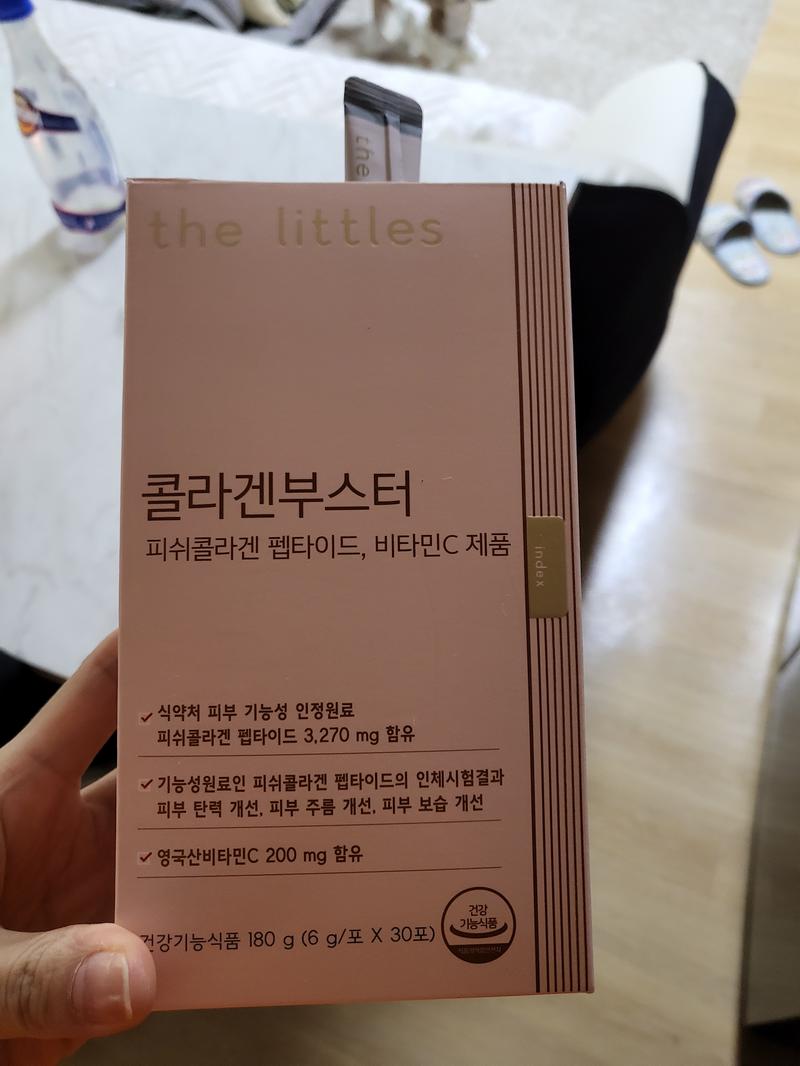 the
the littles
콜라겐부스터
피쉬콜라겐 펩타이드, 비타민C 제품
index
식약처 피부 기능성 인정원료
피쉬콜라겐 펩타이드 3,270 mg 함유
기능성원료인 피쉬콜라겐 펩타이드의 인체시험결과
피부 탄력 개선, 피부 주름 개선, 피부 보습 개선
영국산비타민C 200 mg 함유
건강기능식품 180 g (6 g/포 X 30포)
건강
기능식품